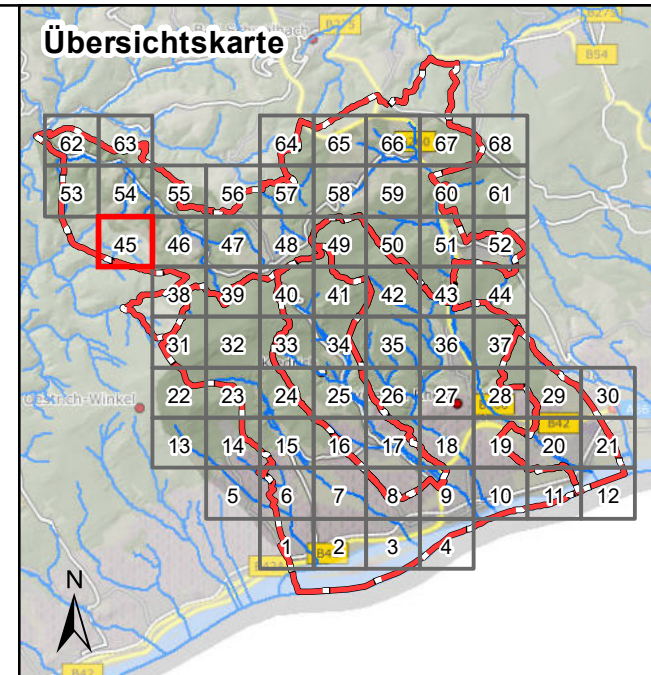 Übersichtskarte
B275
B54
62 63 64 65 66 67 68
53 54 55 56 57 58 59 60 61
45 46 47 48 49 50 51 52
38 39 40 41 42 43 44
31 32 33 34 35 36 37
22 23 24 25 26 27 28 29 30
Oestrich-Winkel
13 14 15 16 17 18 19 20 21
B42
5 6 7 8 9 10 11 12
1 2 3 4
N
B42